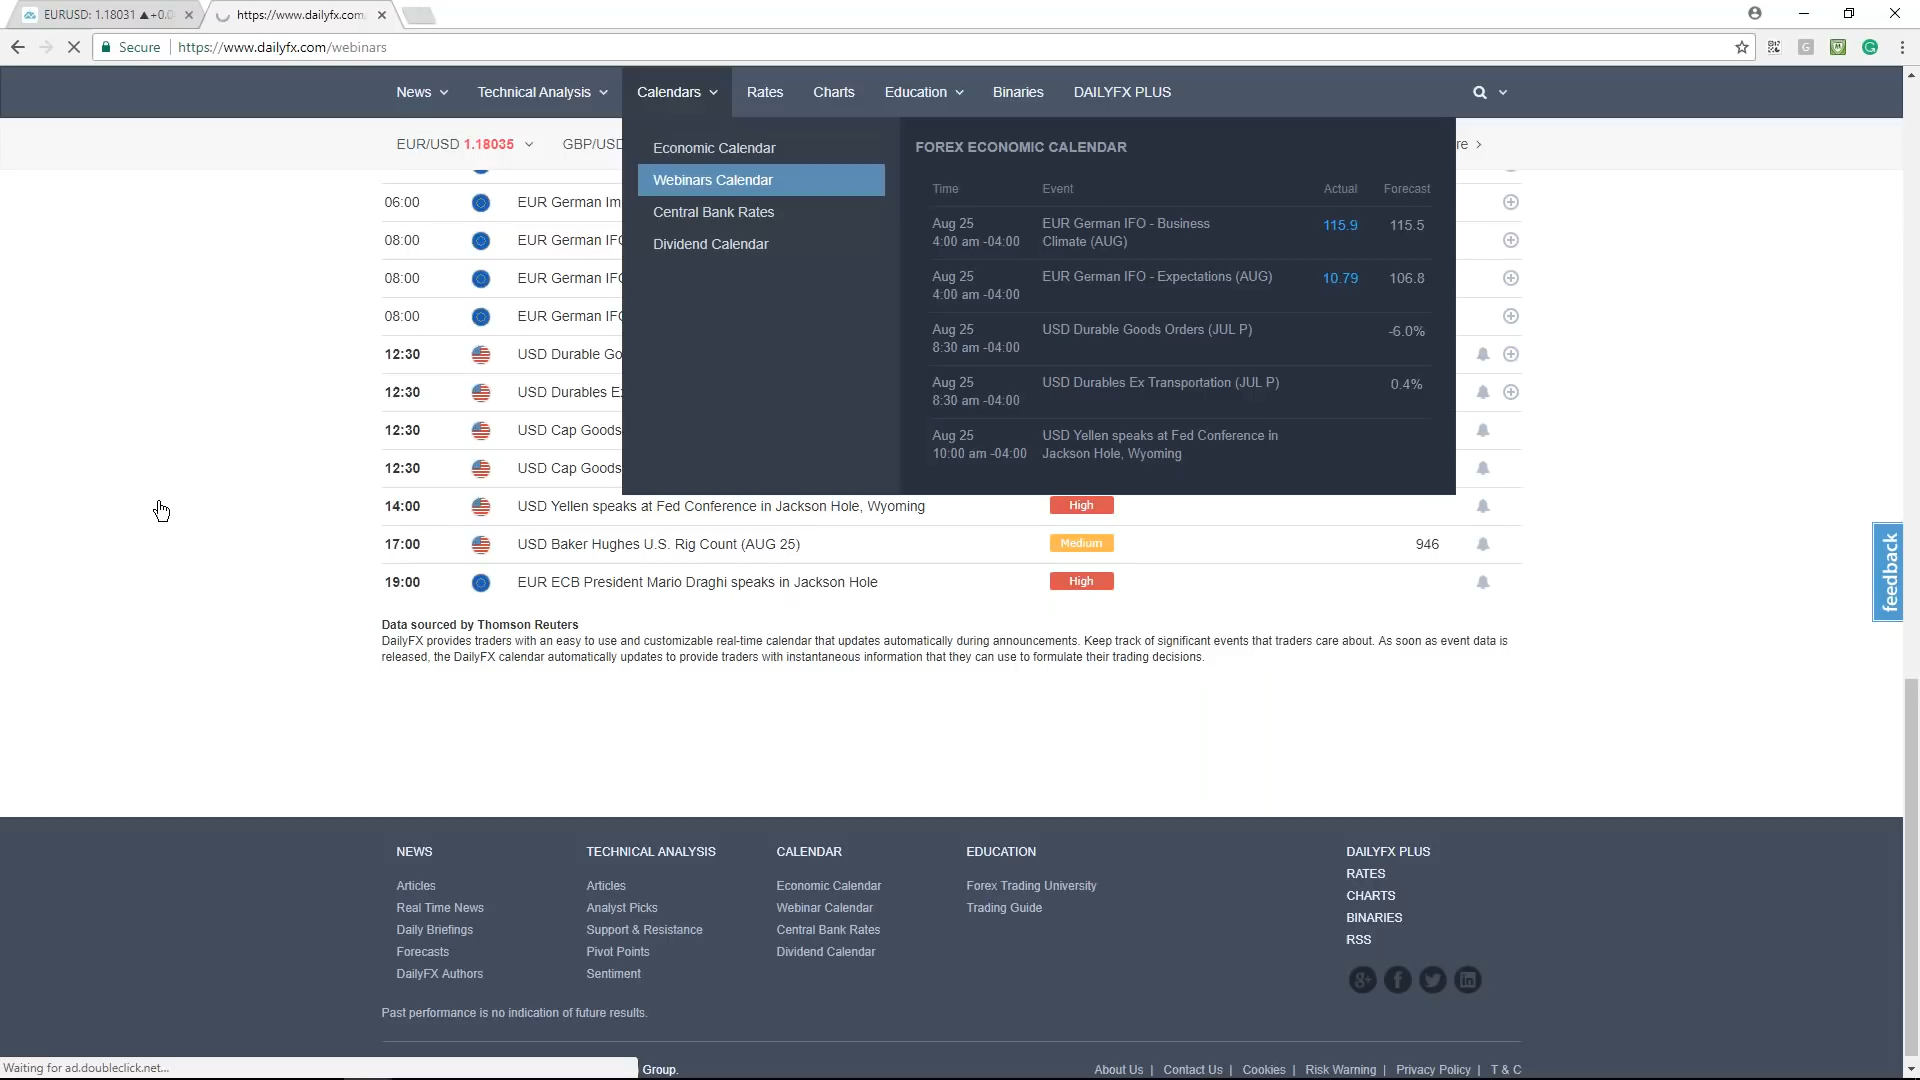 EURUSD: 1.18031 ▲+0.0
https://www.dailyfx.com
Secure
https://www.dailyfx.com/webinars
News
Technical Analysis
Calendars
Rates
Charts
Education
Binaries
DAILYFX PLUS
EUR/USD 1.18035
GBP/USD
re
Economic Calendar
Webinars Calendar
Central Bank Rates
Dividend Calendar
FOREX ECONOMIC CALENDAR
Time Event Actual Forecast
Aug 25
4:00 am -04:00
EUR German IFO - Business
Climate (AUG)
115.9
115.5
Aug 25
4:00 am -04:00
EUR German IFO - Expectations (AUG)
10.79
106.8
Aug 25
8:30 am -04:00
USD Durable Goods Orders (JUL P)
-6.0%
Aug 25
8:30 am -04:00
USD Durables Ex Transportation (JUL P)
0.4%
Aug 25
10:00 am -04:00
USD Yellen speaks at Fed Conference in
Jackson Hole, Wyoming
06:00 EUR German Im
08:00 EUR German IFO
08:00 EUR German IFO
08:00 EUR German IFO
12:30 USD Durable Go
12:30 USD Durables Ex
12:30 USD Cap Goods
12:30 USD Cap Goods
14:00 USD Yellen speaks at Fed Conference in Jackson Hole, Wyoming High
17:00 USD Baker Hughes U.S. Rig Count (AUG 25) Medium 946
19:00 EUR ECB President Mario Draghi speaks in Jackson Hole High
feedback
Data sourced by Thomson Reuters
DailyFX provides traders with an easy to use and customizable real-time calendar that updates automatically during announcements. Keep track of significant events that traders care about. As soon as event data is
released, the DailyFX calendar automatically updates to provide traders with instantaneous information that they can use to formulate their trading decisions.
NEWS
Articles
Real Time News
Daily Briefings
Forecasts
DailyFX Authors
TECHNICAL ANALYSIS
Articles
Analyst Picks
Support & Resistance
Pivot Points
Sentiment
CALENDAR
Economic Calendar
Webinar Calendar
Central Bank Rates
Dividend Calendar
EDUCATION
Forex Trading University
Trading Guide
DAILYFX PLUS
RATES
CHARTS
BINARIES
RSS
Past performance is no indication of future results.
Waiting for ad.doubleclick.net...
Group.
About Us | Contact Us | Cookies | Risk Warning | Privacy Policy | T & C